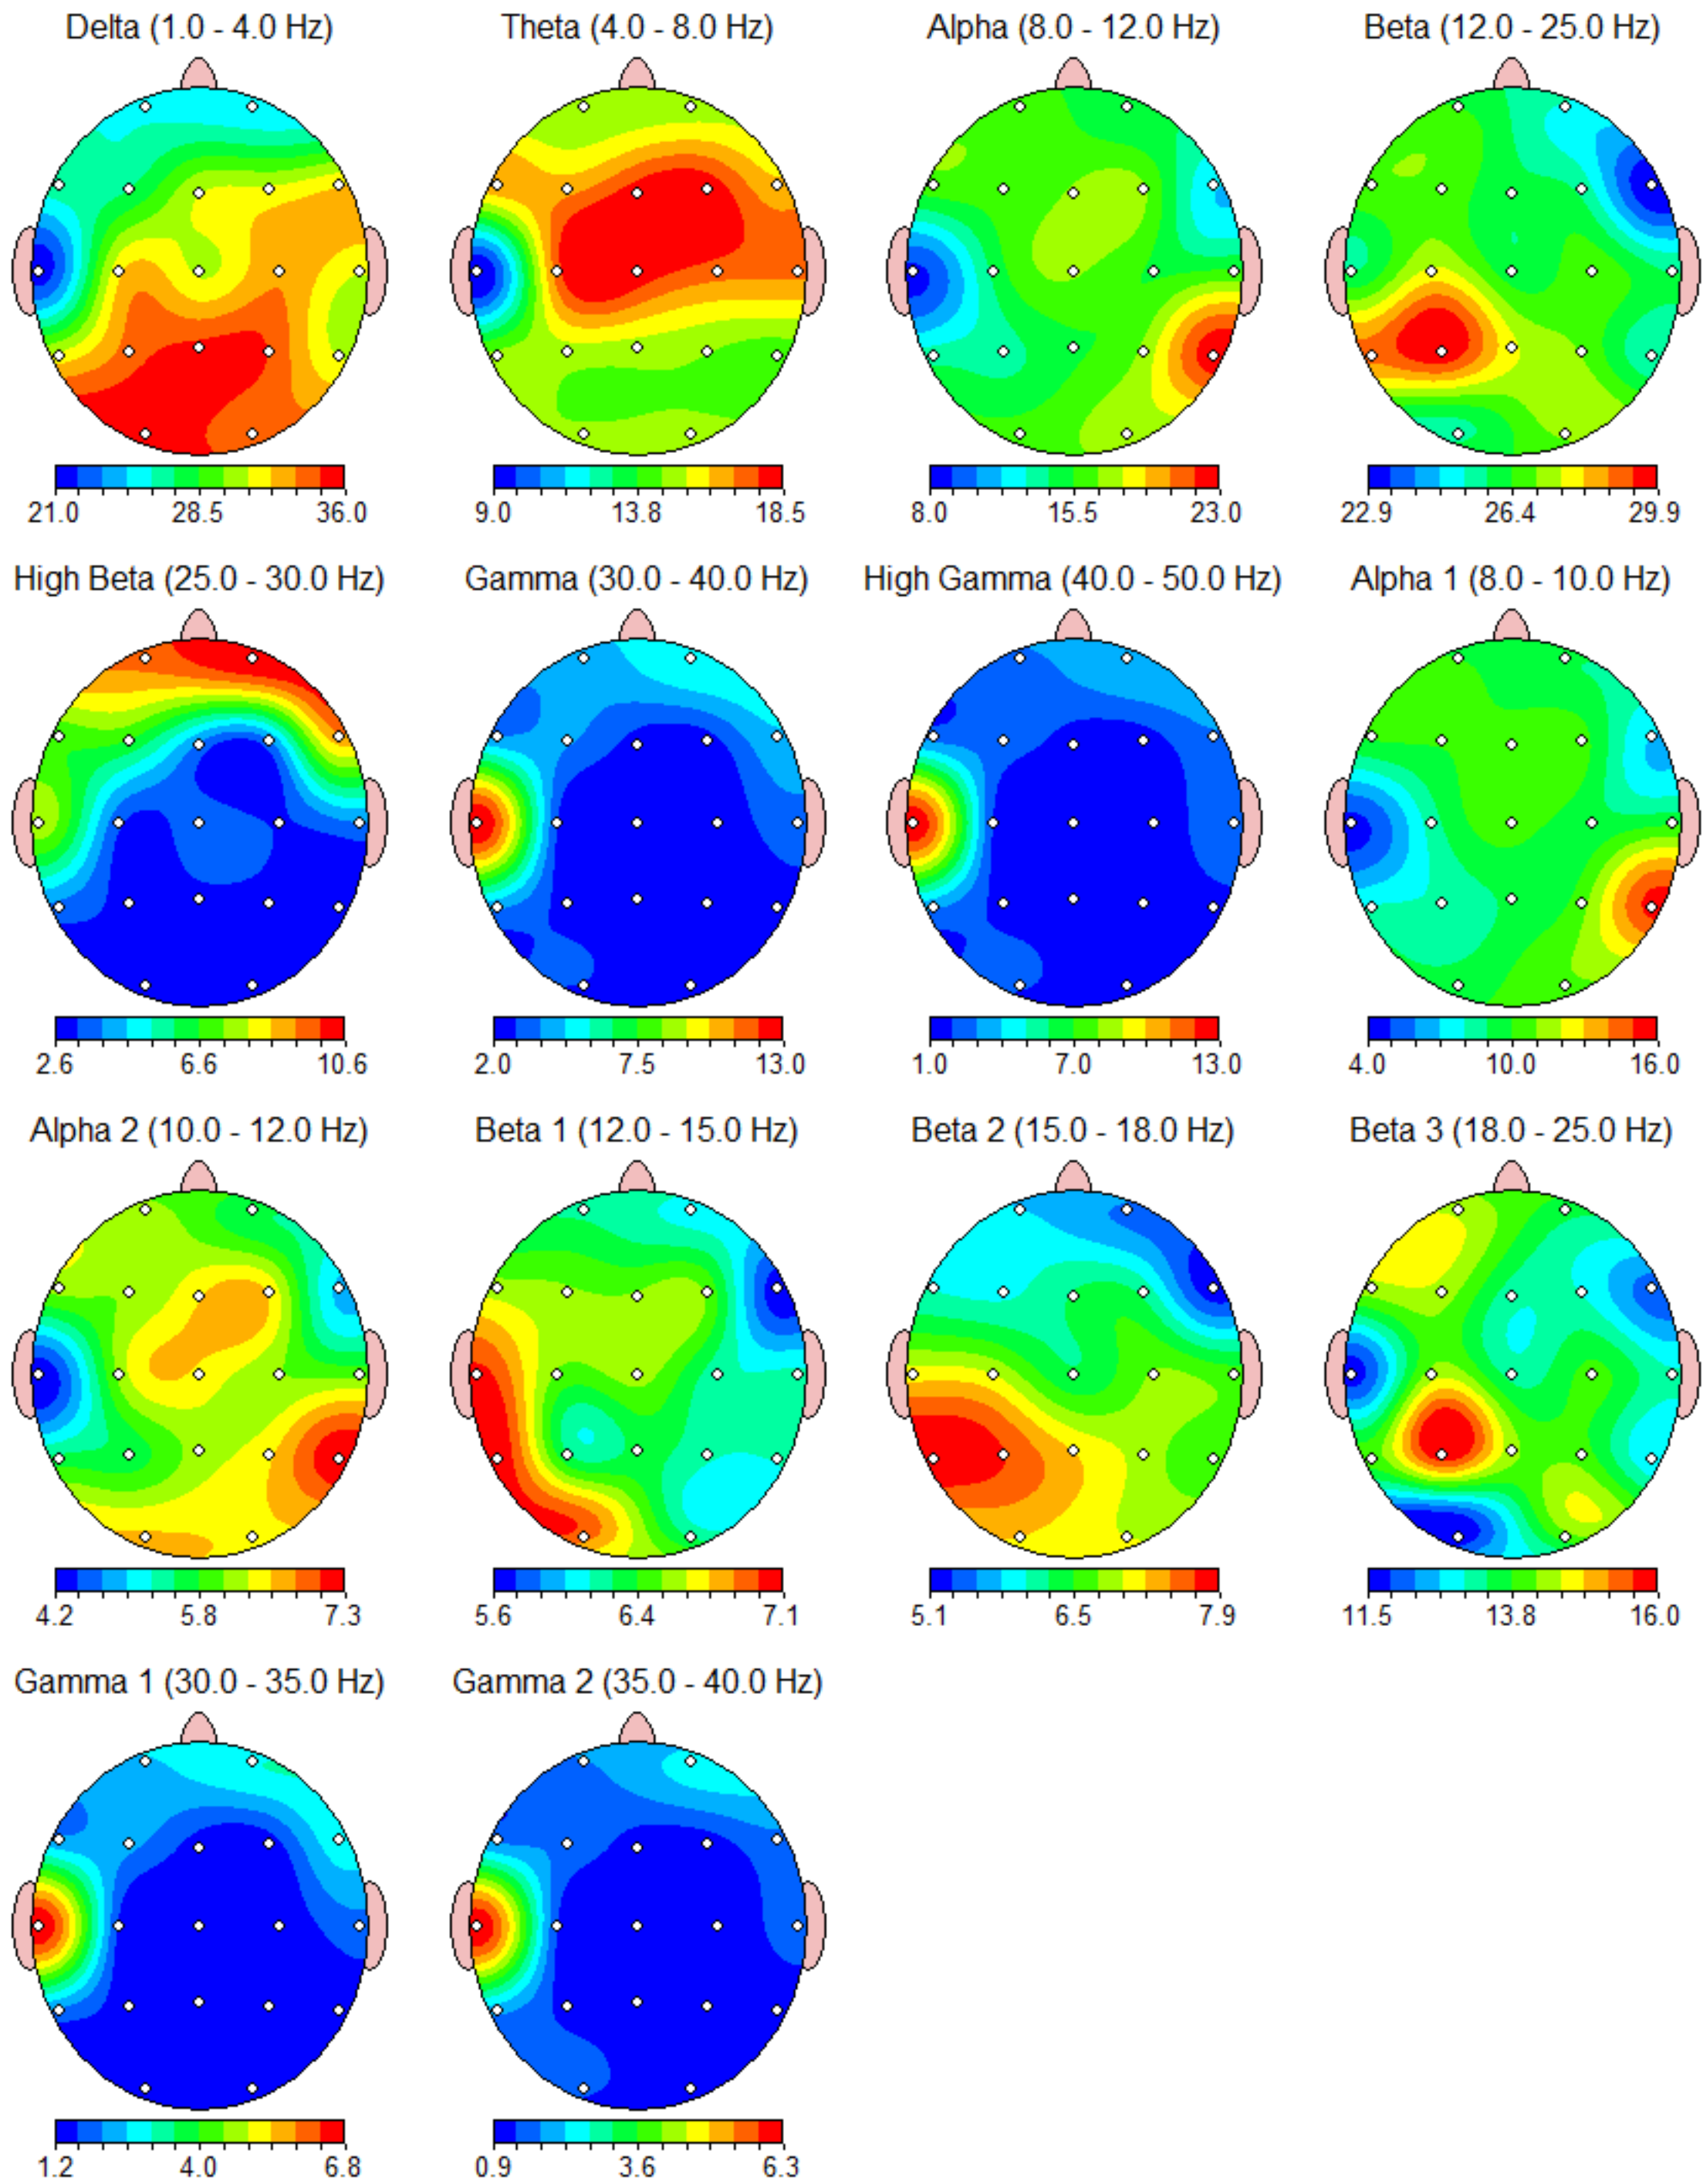 Delta (1.0 - 4.0 Hz) Theta (4.0 - 8.0 Hz) Alpha (8.0 - 12.0 Hz) Beta (12.0 - 25.0 Hz)
21.0 28.5 36.0 9.0 13.8 18.5 8.0 15.5 23.0 22.9 26.4 29.9
High Beta (25.0 - 30.0 Hz) Gamma (30.0 - 40.0 Hz) High Gamma (40.0 - 50.0 Hz) Alpha 1 (8.0 - 10.0 Hz)
2.6 6.6 10.6 2.0 7.5 13.0 1.0 7.0 13.0 4.0 10.0 16.0
Alpha 2 (10.0 - 12.0 Hz) Beta 1 (12.0 - 15.0 Hz) Beta 2 (15.0 - 18.0 Hz) Beta 3 (18.0 - 25.0 Hz)
4.2 5.8 7.3 5.6 6.4 7.1 5.1 6.5 7.9 11.5 13.8 16.0
Gamma 1 (30.0 - 35.0 Hz) Gamma 2 (35.0 - 40.0 Hz)
1.2 4.0 6.8 0.9 3.6 6.3